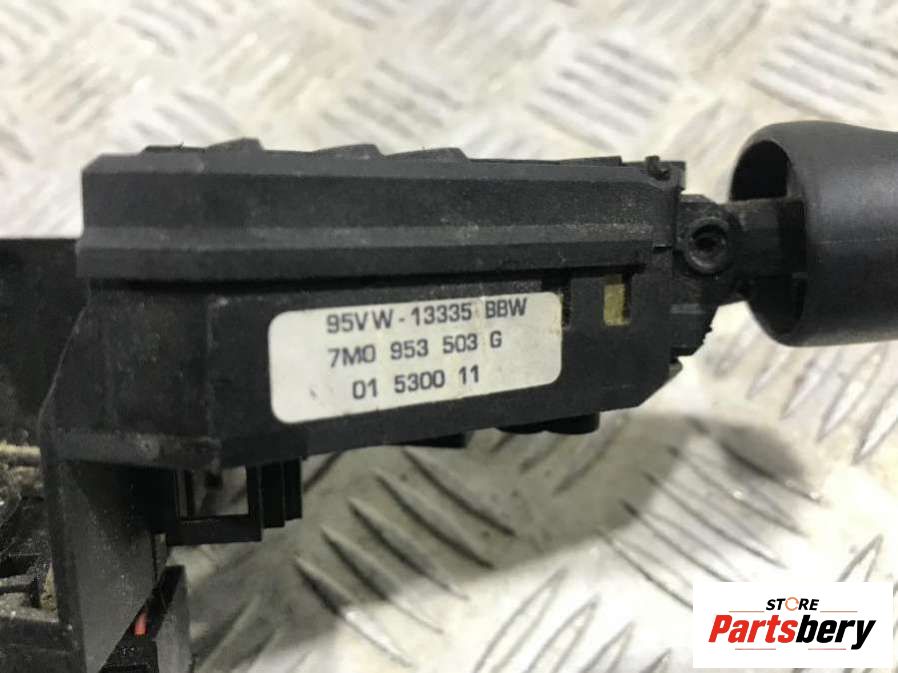 95VW-13335 BBW
7M0 953 503 G
01 5300 11
STORE
Partsbery